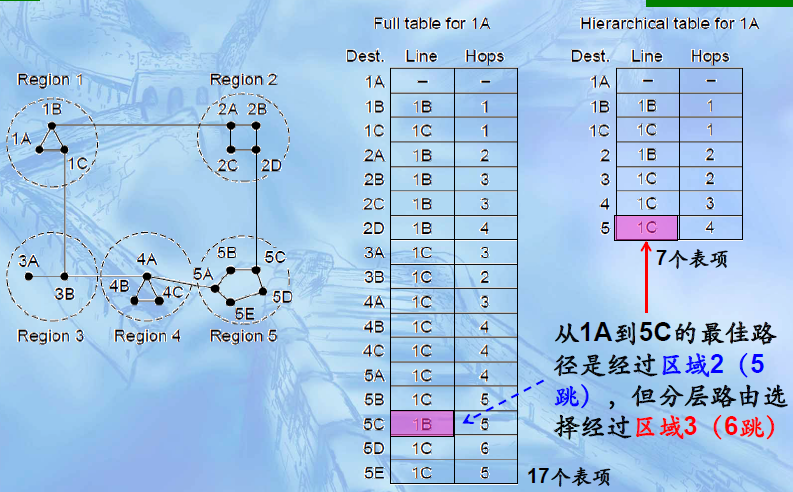 Full table for 1A
Dest. Line Hops
1A – –
1B 1B 1
1C 1C 1
2A 1B 2
2B 1B 3
2C 1B 3
2D 1B 4
3A 1C 3
3B 1C 2
4A 1C 3
4B 1C 4
4C 1C 4
5A 1C 4
5B 1C 5
5C 1B 5
5D 1C 6
5E 1C 5
17个表项
Hierarchical table for 1A
Dest. Line Hops
1A – –
1B 1B 1
1C 1C 1
2 1B 2
3 1C 2
4 1C 3
5 1C 4
7个表项
Region 1
1B
1A
1C
Region 2
2A 2B
2C 2D
3A
3B
Region 3
4A
4B 4C
Region 4
5B 5C
5A
5D
5E
Region 5
从1A到5C的最佳路
径是经过区域2（5
跳），但分层路由选
择经过区域3（6跳）